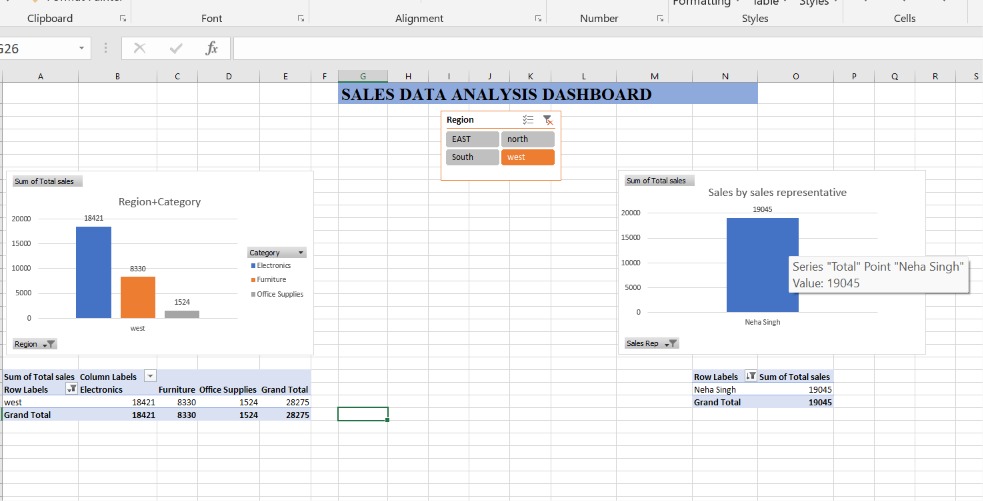 Clipboard
Font
Alignment
Number
Formatting Table Styles
Styles
Cells
G26
fx
A B C D E F G H I J K L M N O P Q R S
SALES DATA ANALYSIS DASHBOARD
Region
EAST north
South west
Sum of Total sales
Region+Category
20000
15000
10000
5000
0
18421
8330
1524
west
Category
Electronics
Furniture
Office Supplies
Region
Sum of Total sales
Sales by sales representative
20000
15000
10000
5000
0
19045
Neha Singh
Series "Total" Point "Neha Singh"
Value: 19045
Sales Rep
Sum of Total sales Column Labels
Row Labels Electronics Furniture Office Supplies Grand Total
west 18421 8330 1524 28275
Grand Total 18421 8330 1524 28275
Row Labels Sum of Total sales
Neha Singh 19045
Grand Total 19045